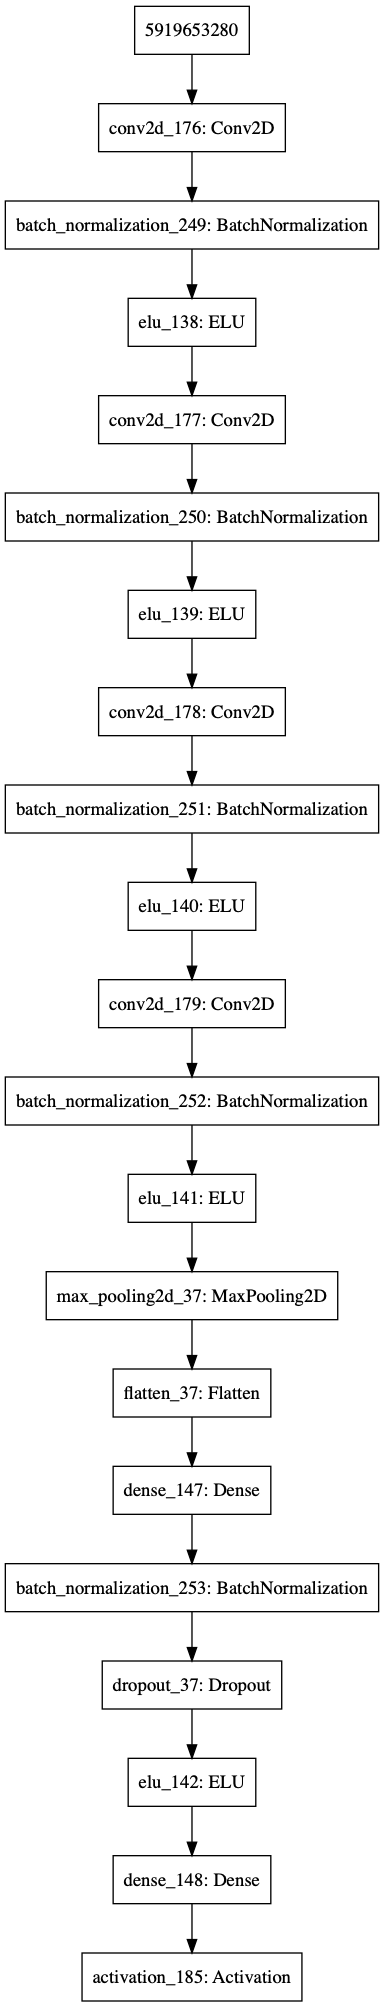 5919653280
conv2d_176: Conv2D
batch_normalization_249: BatchNormalization
elu_138: ELU
conv2d_177: Conv2D
batch_normalization_250: BatchNormalization
elu_139: ELU
conv2d_178: Conv2D
batch_normalization_251: BatchNormalization
elu_140: ELU
conv2d_179: Conv2D
batch_normalization_252: BatchNormalization
elu_141: ELU
max_pooling2d_37: MaxPooling2D
flatten_37: Flatten
dense_147: Dense
batch_normalization_253: BatchNormalization
dropout_37: Dropout
elu_142: ELU
dense_148: Dense
activation_185: Activation